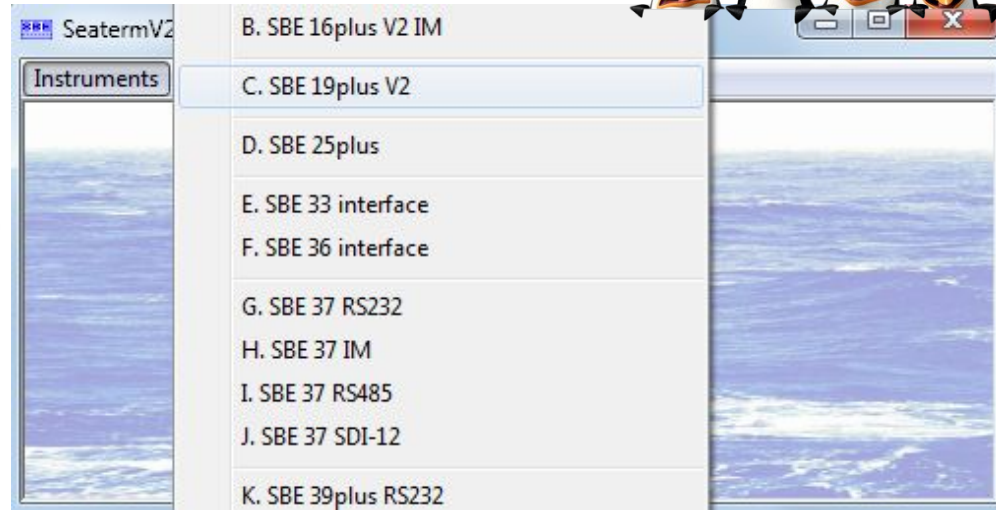 SBE SeatermV2
Instruments
B. SBE 16plus V2 IM
C. SBE 19plus V2
D. SBE 25plus
E. SBE 33 interface
F. SBE 36 interface
G. SBE 37 RS232
H. SBE 37 IM
I. SBE 37 RS485
J. SBE 37 SDI-12
K. SBE 39plus RS232